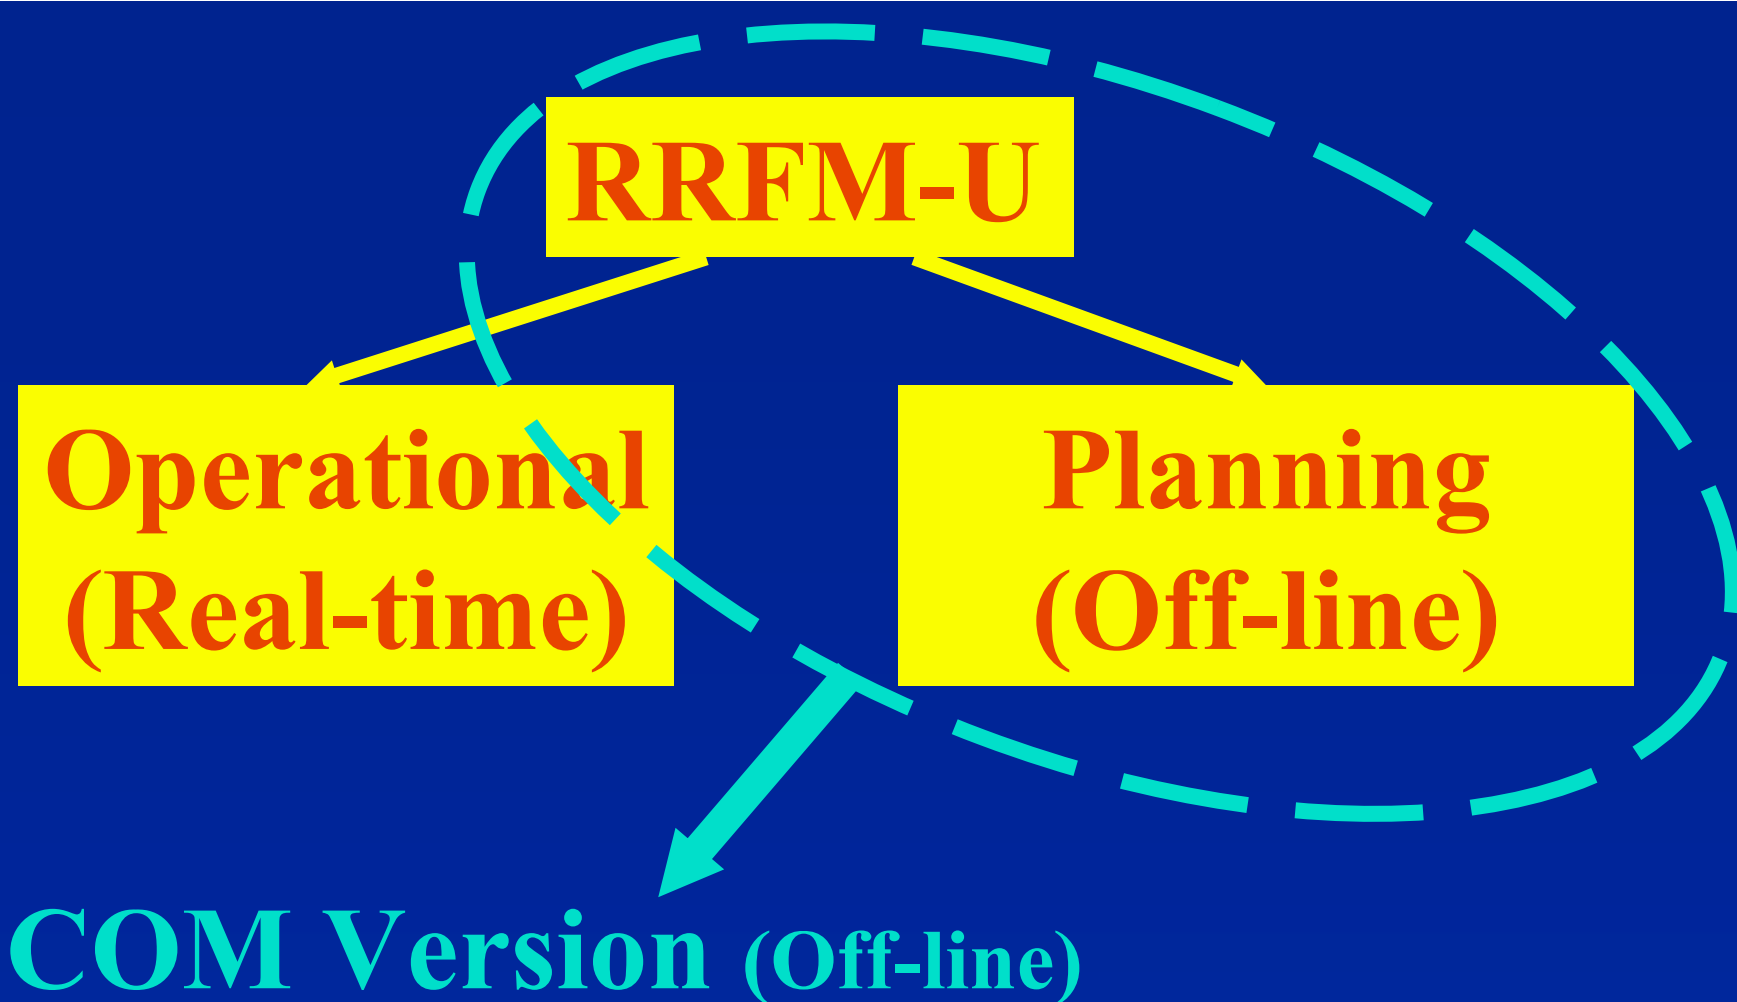 RRFM-U
Operational
(Real-time)
Planning
(Off-line)
COM Version (Off-line)